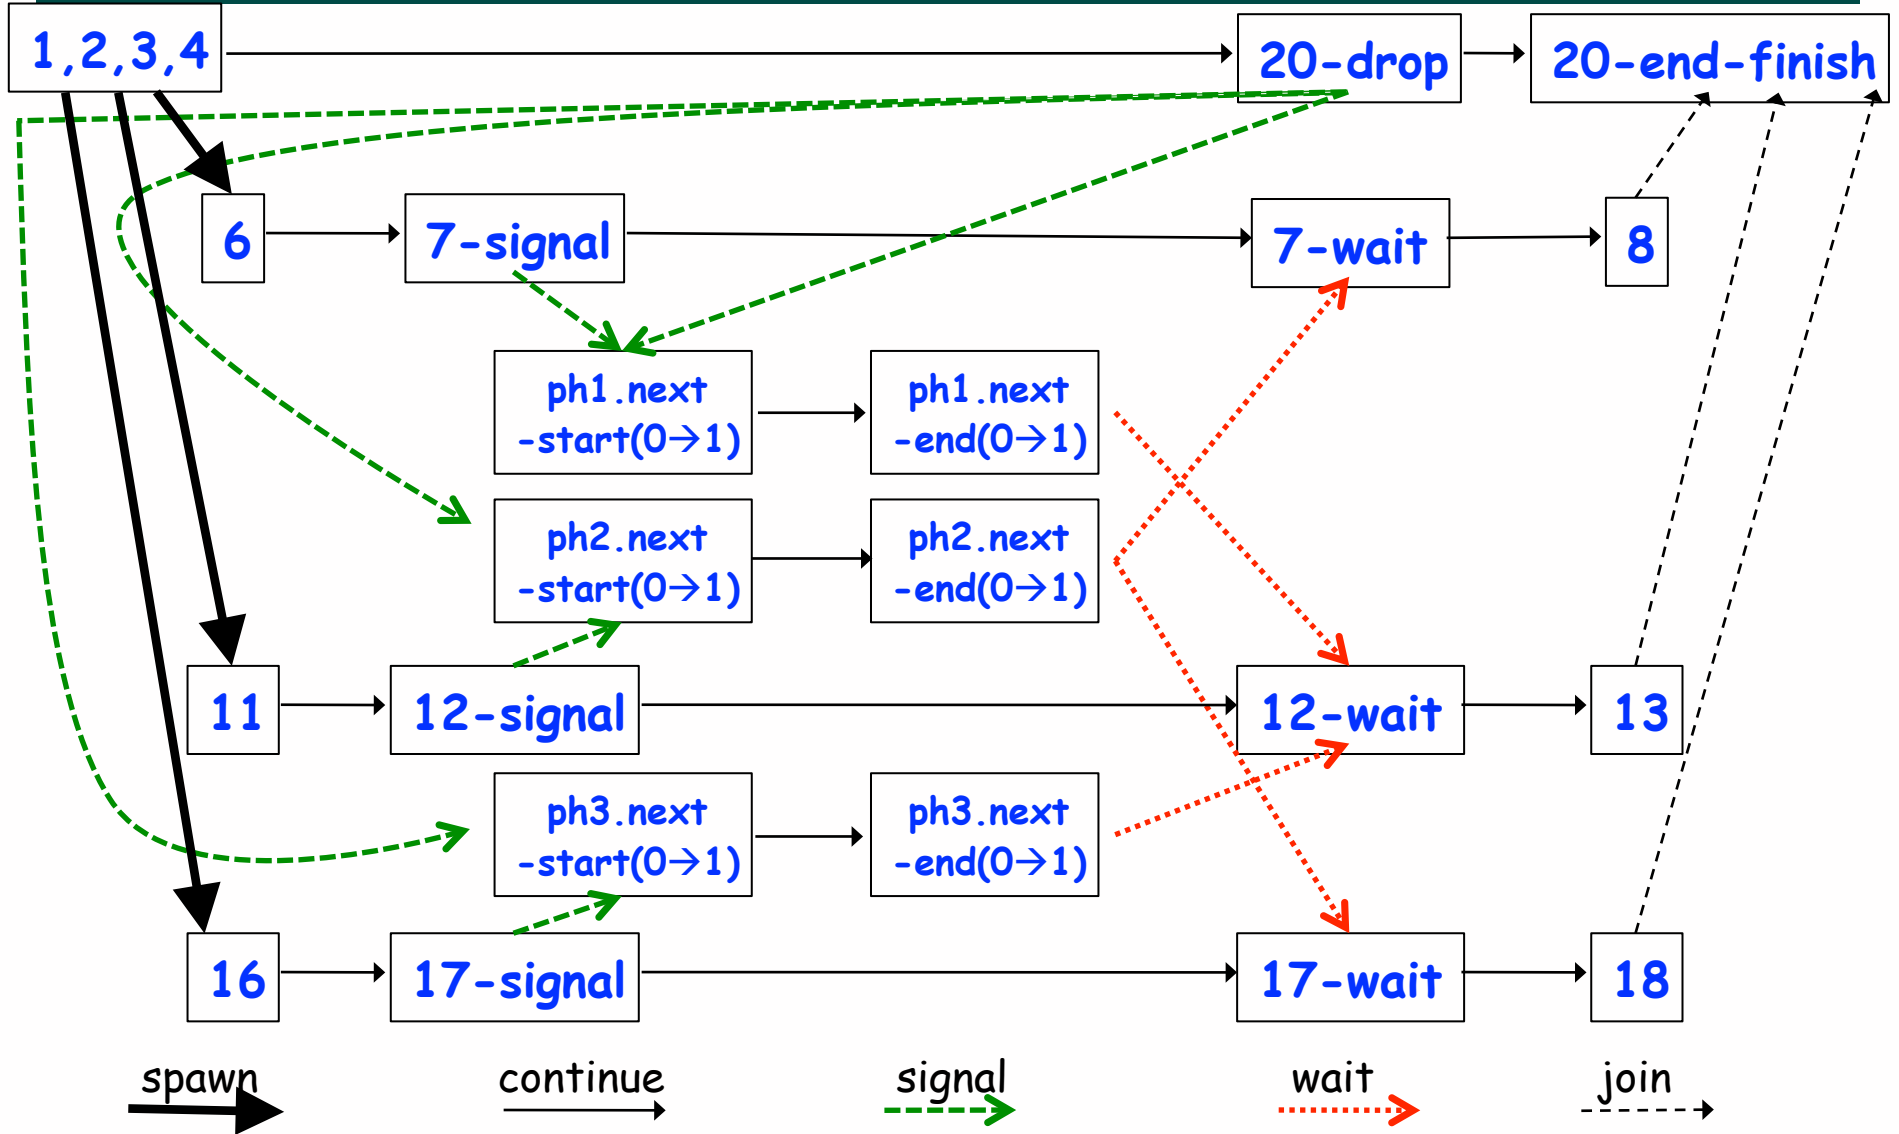 1,2,3,4
20-drop
20-end-finish
6
7-signal
7-wait
8
ph1.next
-start(0→1)
ph1.next
-end(0→1)
ph2.next
-start(0→1)
ph2.next
-end(0→1)
11
12-signal
12-wait
13
ph3.next
-start(0→1)
ph3.next
-end(0→1)
16
17-signal
17-wait
18
spawn
continue
signal
wait
join